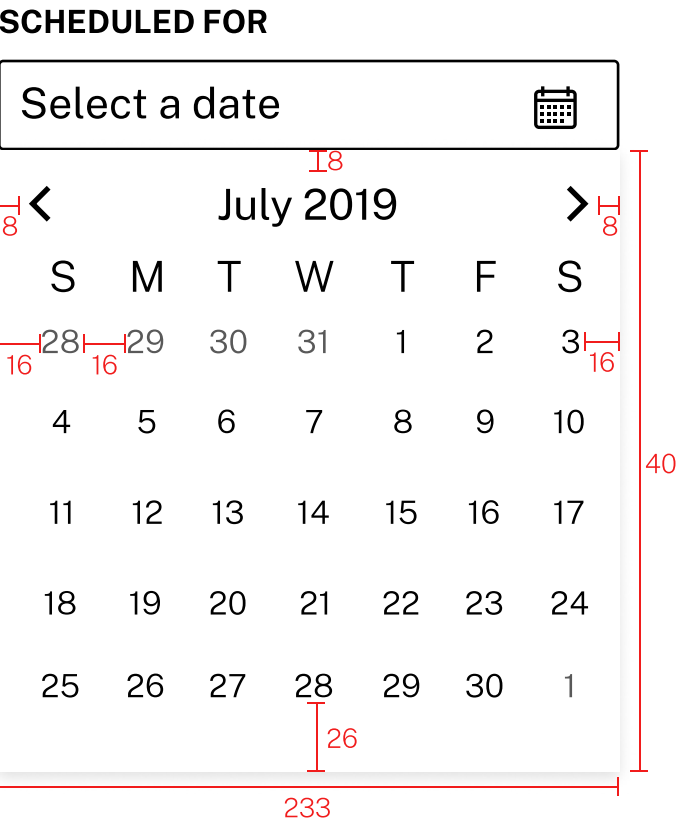 SCHEDULED FOR
Select a date
8
July 2019
8 8
S M T W T F S
28 29 30 31 1 2 3
16 16 16
4 5 6 7 8 9 10
40
11 12 13 14 15 16 17
18 19 20 21 22 23 24
25 26 27 28 29 30 1
26
233